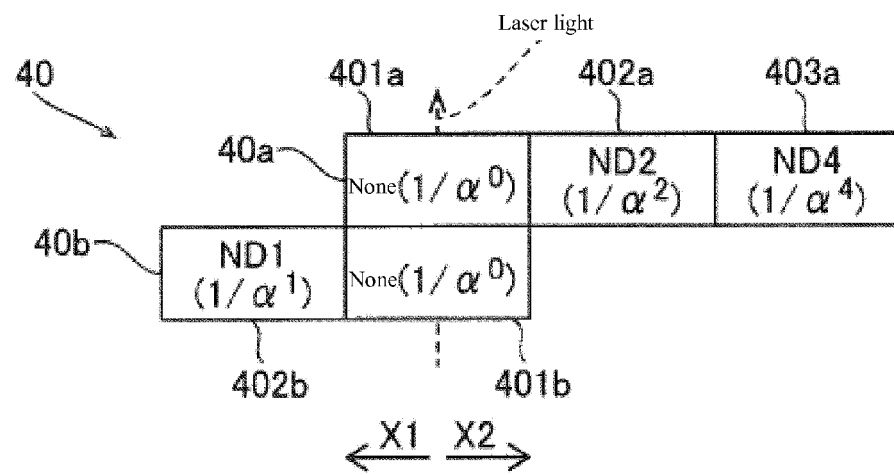 Laser light
40
401a
402a
403a
40a
None(1/α⁰)
ND2
(1/α²)
ND4
(1/α⁴)
40b
ND1
(1/α¹)
None(1/α⁰)
402b
401b
X1 X2